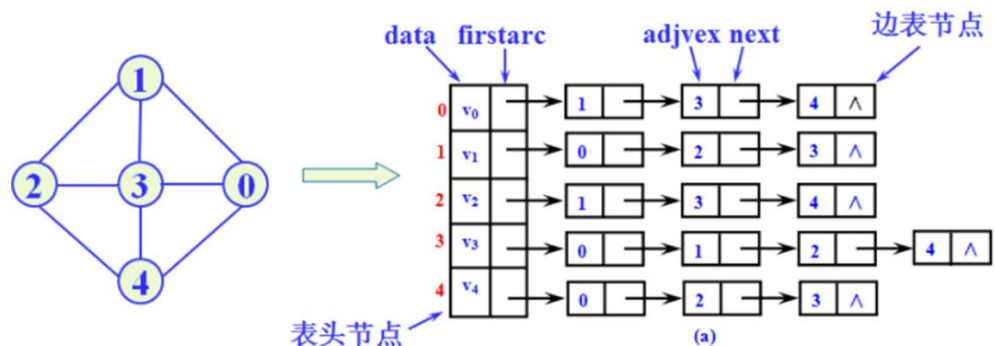 边表节点
data firstarc adjvex next
1
2 3 0
4
0 v0 1 3 4 ∧
1 v1 0 2 3 ∧
2 v2 1 3 4 ∧
3 v3 0 1 2 4 ∧
4 v4 0 2 3 ∧
表头节点 (a)